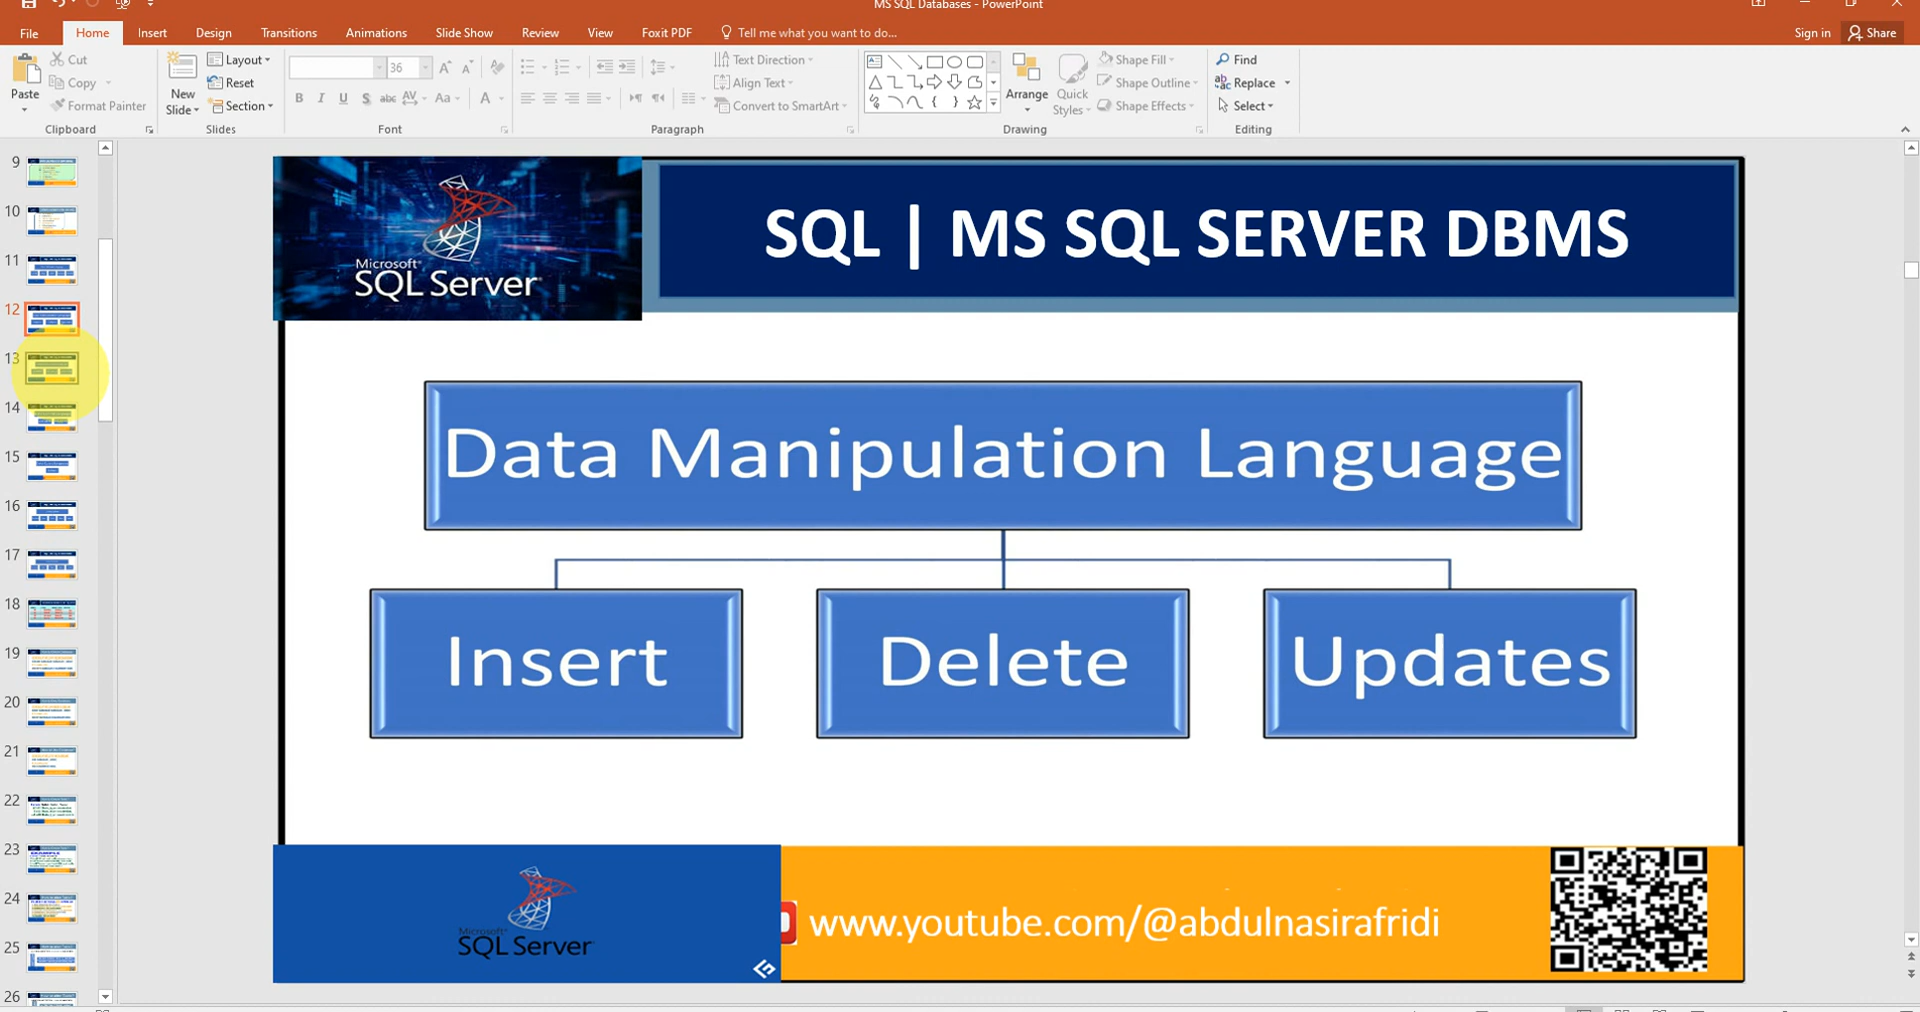 MS SQL Databases - PowerPoint
File
Home
Insert
Design
Transitions
Animations
Slide Show
Review
View
Foxit PDF
Tell me what you want to do...
Sign in
Share
Paste
Cut
Copy
Format Painter
Clipboard
New
Slide
Layout
Reset
Section
Slides
36
B I U S abc AV Aa A
Font
Paragraph
Text Direction
Align Text
Convert to SmartArt
Arrange
Quick
Styles
Shape Fill
Shape Outline
Shape Effects
Drawing
Find
Replace
Select
Editing
9
10
11
12
13
14
15
16
17
18
19
20
21
22
23
24
25
26
Microsoft
SQL Server
SQL | MS SQL SERVER DBMS
Data Manipulation Language
Insert
Delete
Updates
Microsoft
SQL Server
www.youtube.com/@abdulnasirafridi